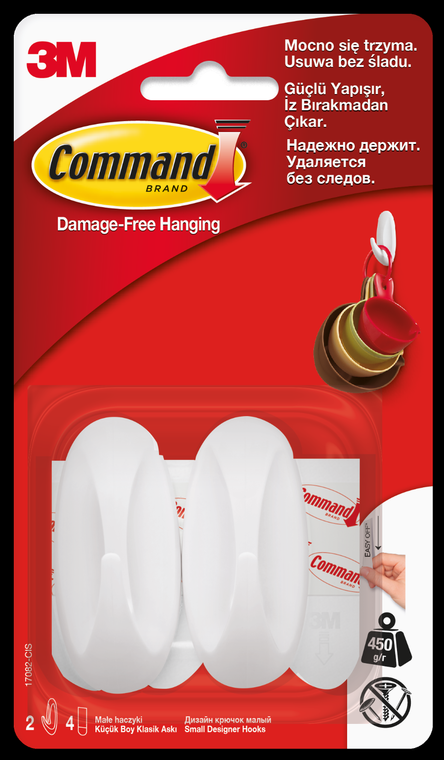 3M
Mocno się trzyma.
Usuwa bez śladu.
Güçlü Yapışır,
İz Bırakmadan
Çıkar.
Надежно держит.
Удаляется
без следов.
Command
BRAND
Damage-Free Hanging
Command
BRAND
EASY OFF
Command
BRAND
3M
450
g/r
17082-CIS
2 4
Małe haczyki
Küçük Boy Klasik Askı
Дизайн крючок малый
Small Designer Hooks